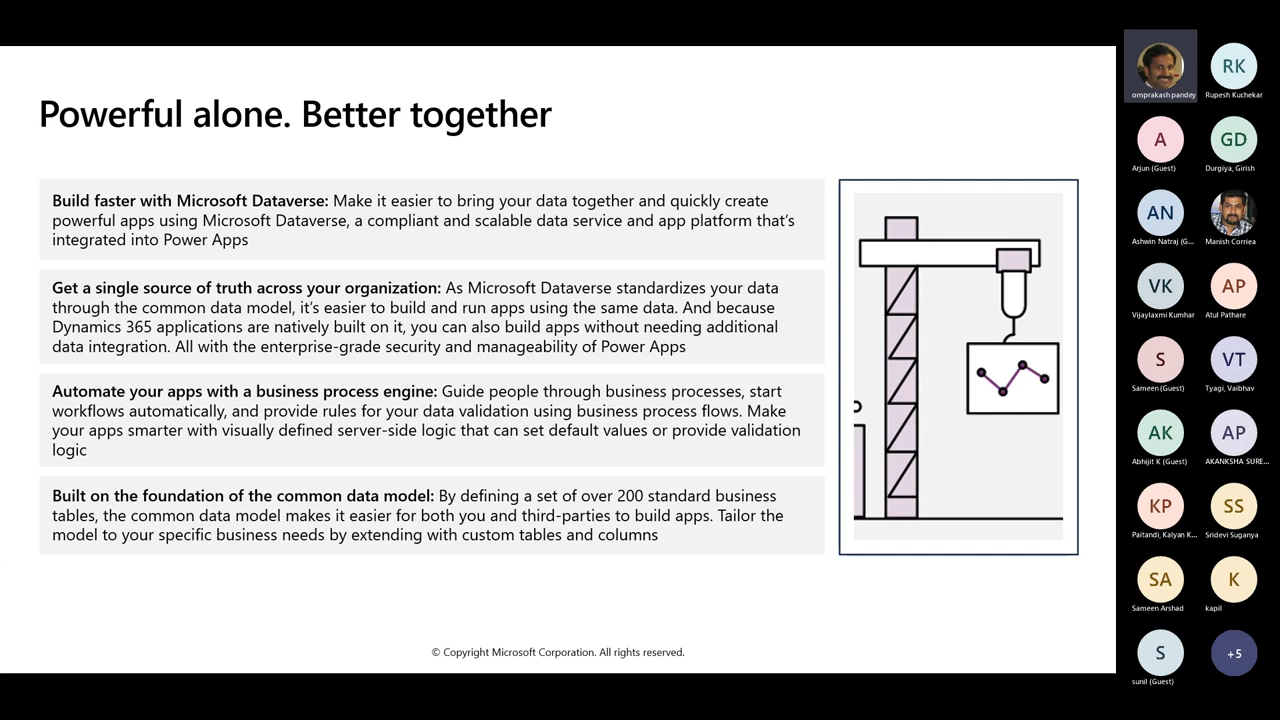 Powerful alone. Better together
Build faster with Microsoft Dataverse: Make it easier to bring your data together and quickly create
powerful apps using Microsoft Dataverse, a compliant and scalable data service and app platform that's
integrated into Power Apps
Get a single source of truth across your organization: As Microsoft Dataverse standardizes your data
through the common data model, it's easier to build and run apps using the same data. And because
Dynamics 365 applications are natively built on it, you can also build apps without needing additional
data integration. All with the enterprise-grade security and manageability of Power Apps
Automate your apps with a business process engine: Guide people through business processes, start
workflows automatically, and provide rules for your data validation using business process flows. Make
your apps smarter with visually defined server-side logic that can set default values or provide validation
logic
Built on the foundation of the common data model: By defining a set of over 200 standard business
tables, the common data model makes it easier for both you and third-parties to build apps. Tailor the
model to your specific business needs by extending with custom tables and columns
© Copyright Microsoft Corporation. All rights reserved.
RK
omprakash pandey
Rupesh Kuchekar
A
GD
Arjun (Guest)
Durgiya, Girish
AN
Ashwin Natraj (G...
Manish Corriea
VK
AP
Vijaylaxmi Kumhar
Atul Pathare
S
VT
Sameen (Guest)
Tyagi, Vaibhav
AK
AP
Abhijit K (Guest)
AKANKSHA SURE...
KP
SS
Paitandi, Kalyan K...
Sridevi Suganya
SA
K
Sameen Arshad
kapil
S
+5
sunil (Guest)